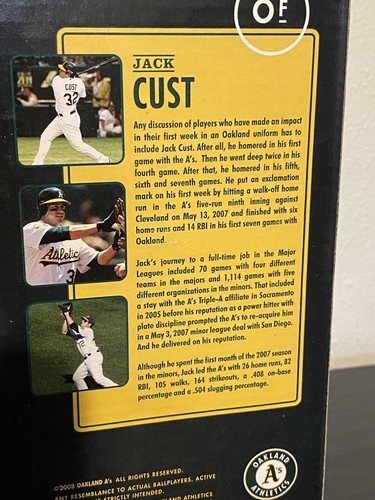 OF
JACK
CUST
Any discussion of players who have made an impact
in their first week in an Oakland uniform has to
include Jack Cust. After all, he homered in his first
game with the A's. Then he went deep twice in his
fourth game. After that, he homered in his fifth,
sixth and seventh games. He put an exclamation
mark on his first week by hitting a walk-off home
run in the A's five-run ninth inning against
Cleveland on May 13, 2007 and finished with six
home runs and 14 RBI in his first seven games with
Oakland.
Jack's journey to a full-time job in the Major
Leagues included 70 games with four different
teams in the majors and 1,114 games with five
different organizations in the minors. That included
a stay with the A's Triple-A affiliate in Sacramento
in 2005 before his reputation as a power hitter with
plate discipline prompted the A's to re-acquire him
in a May 3, 2007 minor league deal with San Diego.
And he delivered on his reputation.
Although he spent the first month of the 2007 season
in the minors, Jack led the A's with 26 home runs, 82
RBI, 105 walks, 164 strikeouts, a .408 on-base
percentage and a .504 slugging percentage.
CUST
32
Athletic
3
©2008 OAKLAND A's ALL RIGHTS RESERVED.
ANY RESEMBLANCE TO ACTUAL BALLPLAYERS, ACTIVE
IS STRICTLY INTENDED.
OAKLAND ATHLETICS
OAKLAND
A's
ATHLETICS